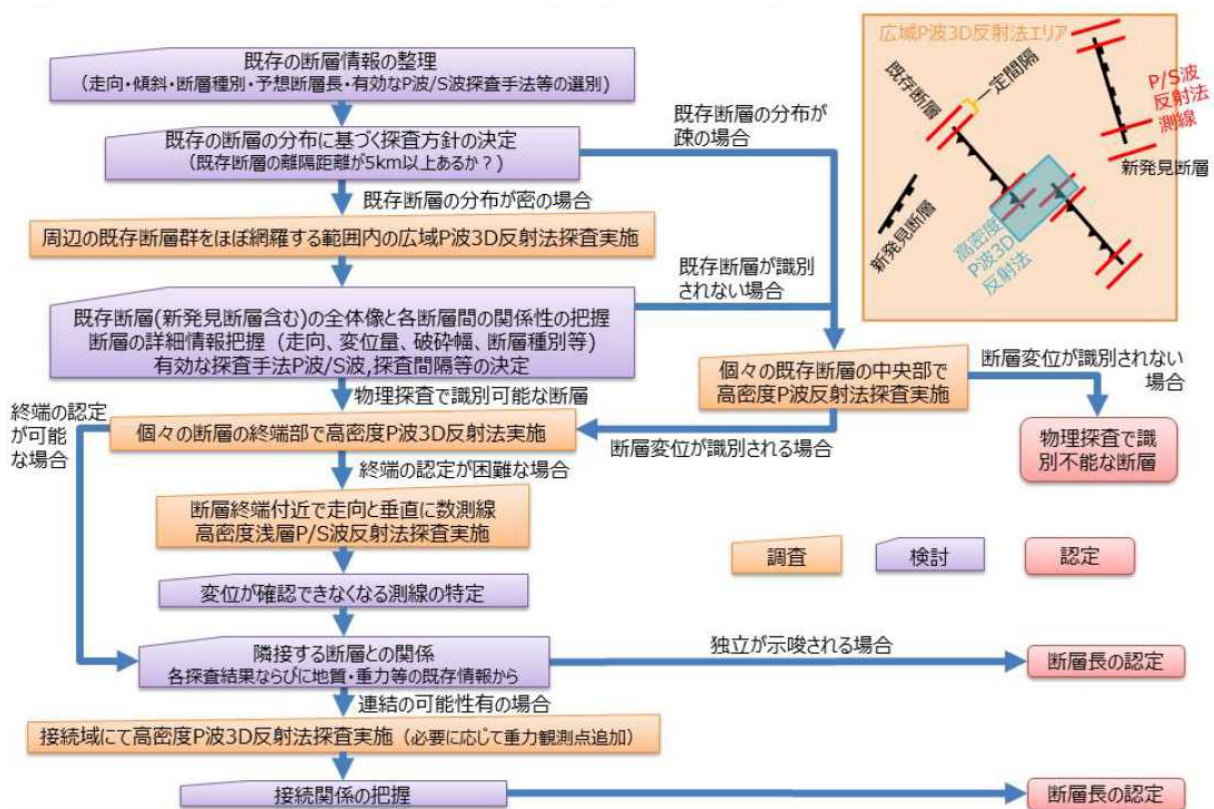 既存の断層情報の整理
（走向・傾斜・断層種別・予想断層長・有効なP波/S波探査手法等の選別）
既存の断層の分布に基づく探査方針の決定
（既存断層の離隔距離が5km以上あるか？）
既存断層の分布が
疎の場合
既存断層の分布が密の場合
周辺の既存断層群をほぼ網羅する範囲内の広域P波3D反射法探査実施
既存断層が識別
されない場合
既存断層(新発見断層含む)の全体像と各断層間の関係性の把握
断層の詳細情報把握（走向、変位量、破砕幅、断層種別等）
有効な探査手法P波/S波,探査間隔等の決定
個々の既存断層の中央部で
高密度P波反射法探査実施
断層変位が識別されない
場合
物理探査で識
別不能な断層
物理探査で識別可能な断層
終端の認定
が可能
な場合
個々の断層の終端部で高密度P波3D反射法実施
断層変位が識別される場合
終端の認定が困難な場合
断層終端付近で走向と垂直に数測線
高密度浅層P/S波反射法探査実施
変位が確認できなくなる測線の特定
隣接する断層との関係
各探査結果ならびに地質・重力等の既存情報から
独立が示唆される場合
断層長の認定
連結の可能性有の場合
接続域にて高密度P波3D反射法探査実施（必要に応じて重力観測点追加）
接続関係の把握
断層長の認定
調査
検討
認定
広域P波3D反射法エリア
既存断層
一定間隔
P/S波
反射法
測線
新発見断層
新発見断層
高密度
P波3D
反射法